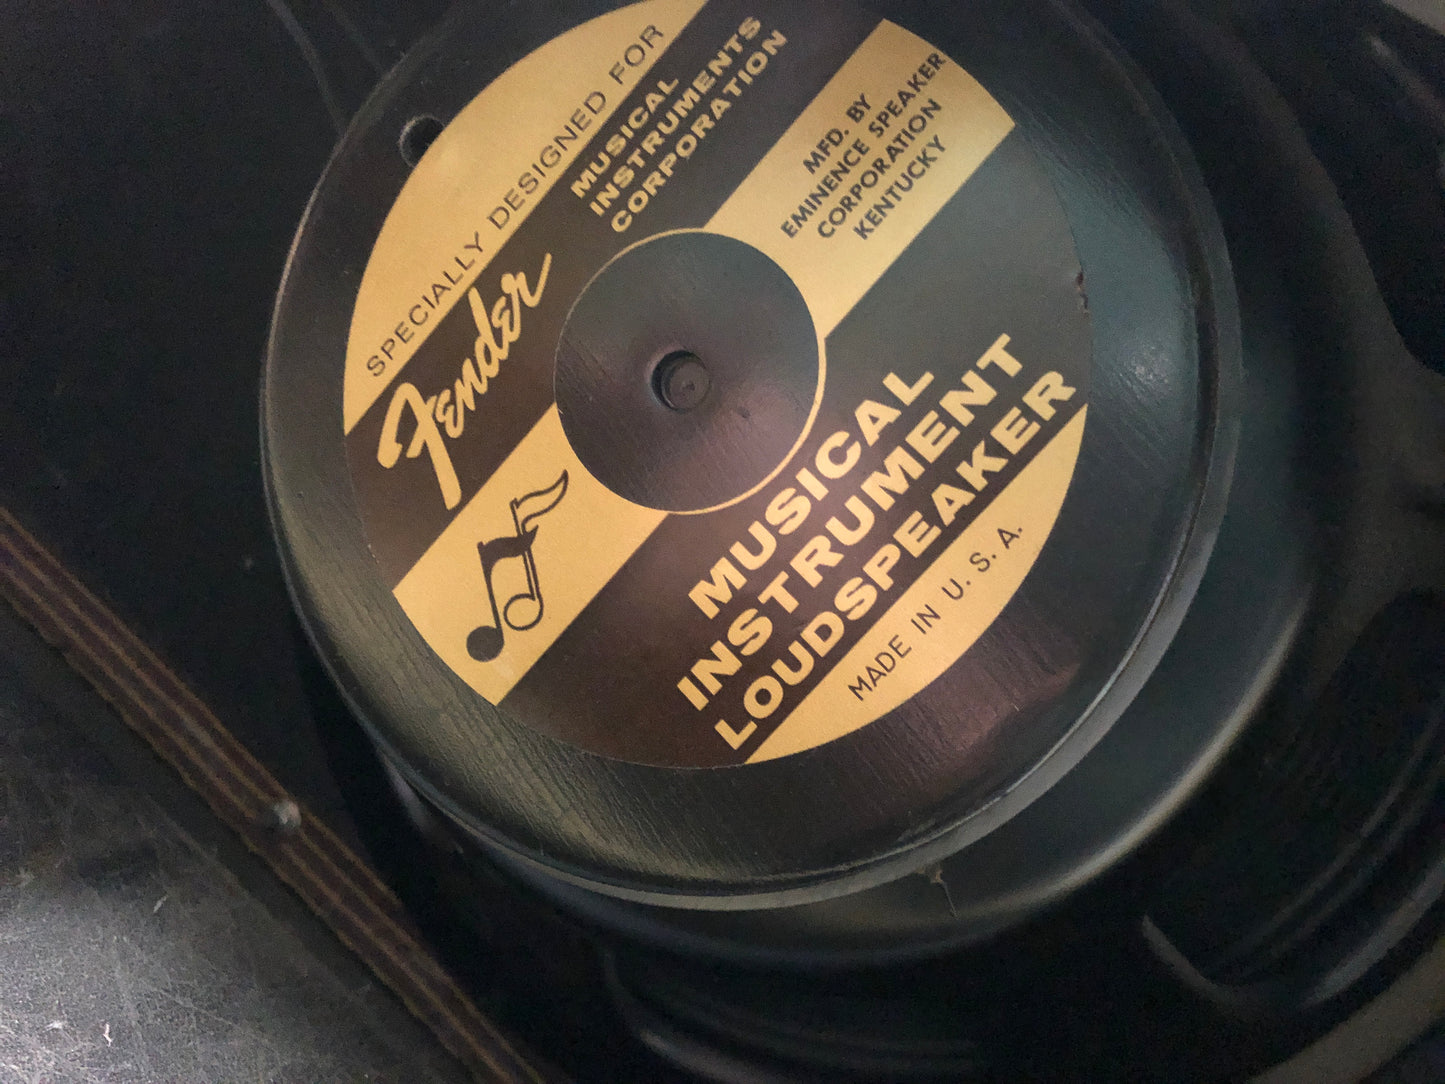 SPECIALLY DESIGNED FOR
Fender
MUSICAL
INSTRUMENTS
CORPORATION
MFD. BY
EMINENCE SPEAKER
CORPORATION
KENTUCKY
MUSICAL
INSTRUMENT
LOUDSPEAKER
MADE IN U. S. A.